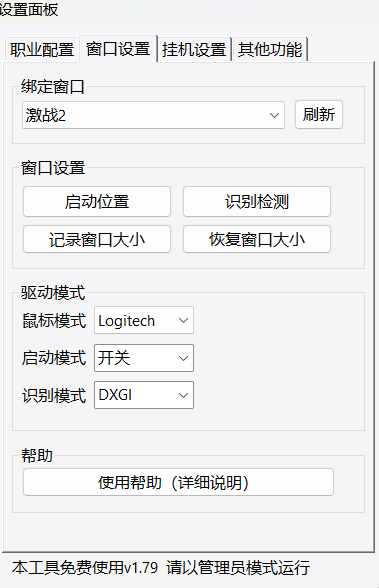 设置面板
职业配置 窗口设置 挂机设置 其他功能
绑定窗口
激战2 刷新
窗口设置
启动位置 识别检测
记录窗口大小 恢复窗口大小
驱动模式
鼠标模式 Logitech
启动模式 开关
识别模式 DXGI
帮助
使用帮助（详细说明）
本工具免费使用v1.79 请以管理员模式运行